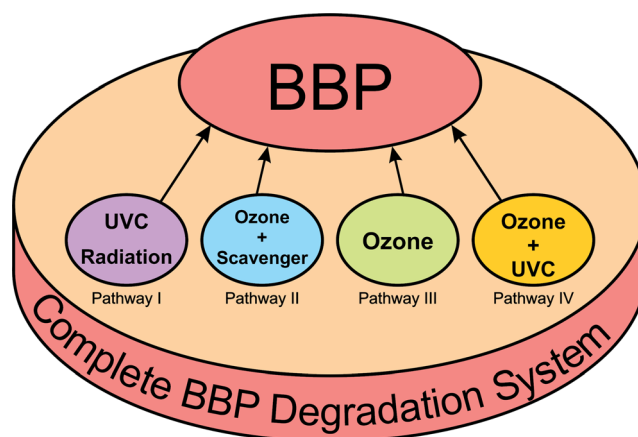 BBP
UVC
Radiation
Pathway I
Ozone
+
Scavenger
Pathway II
Ozone
Pathway III
Ozone
+
UVC
Pathway IV
Complete BBP Degradation System